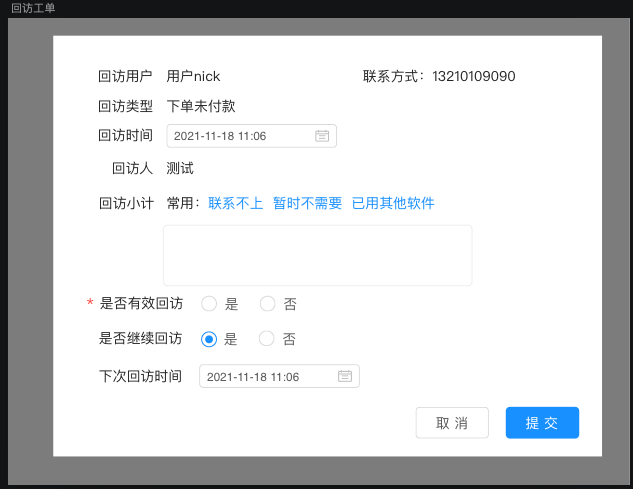 回访工单
回访用户 用户nick 联系方式：13210109090
回访类型 下单未付款
回访时间 2021-11-18 11:06
回访人 测试
回访小计 常用：联系不上 暂时不需要 已用其他软件
* 是否有效回访 是 否
是否继续回访 是 否
下次回访时间 2021-11-18 11:06
取 消 提 交